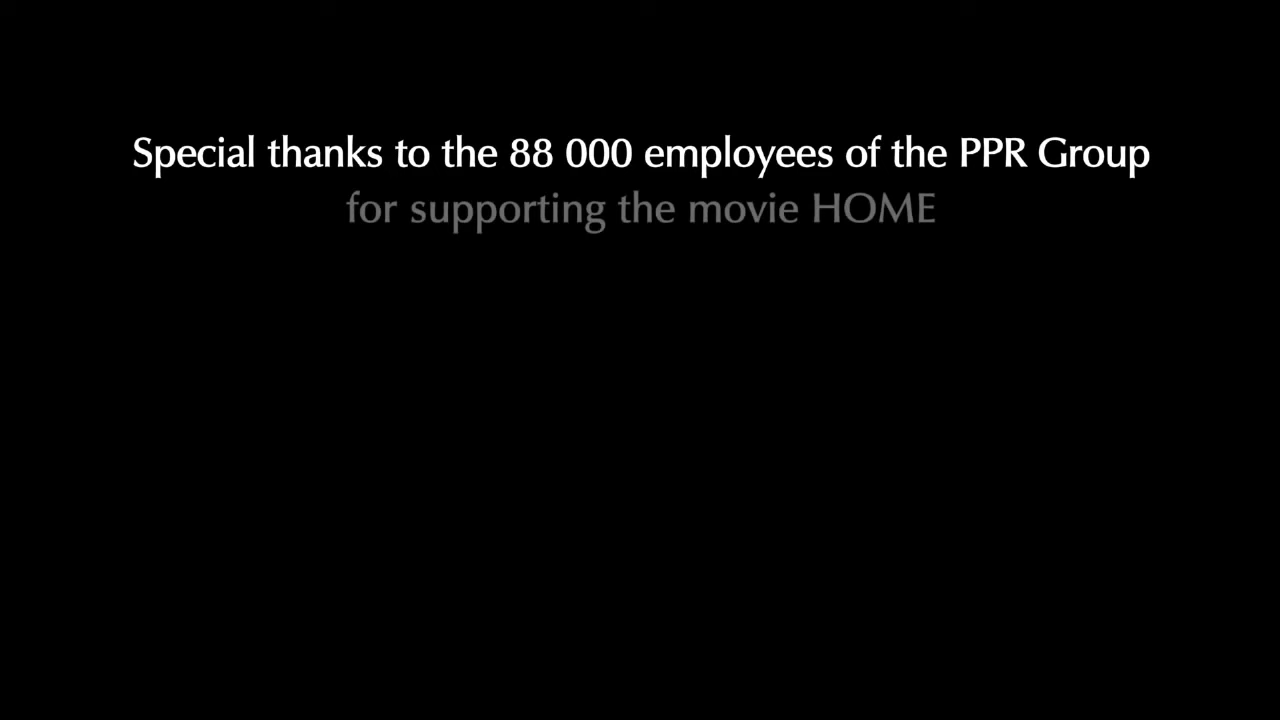 Special thanks to the 88 000 employees of the PPR Group
for supporting the movie HOME